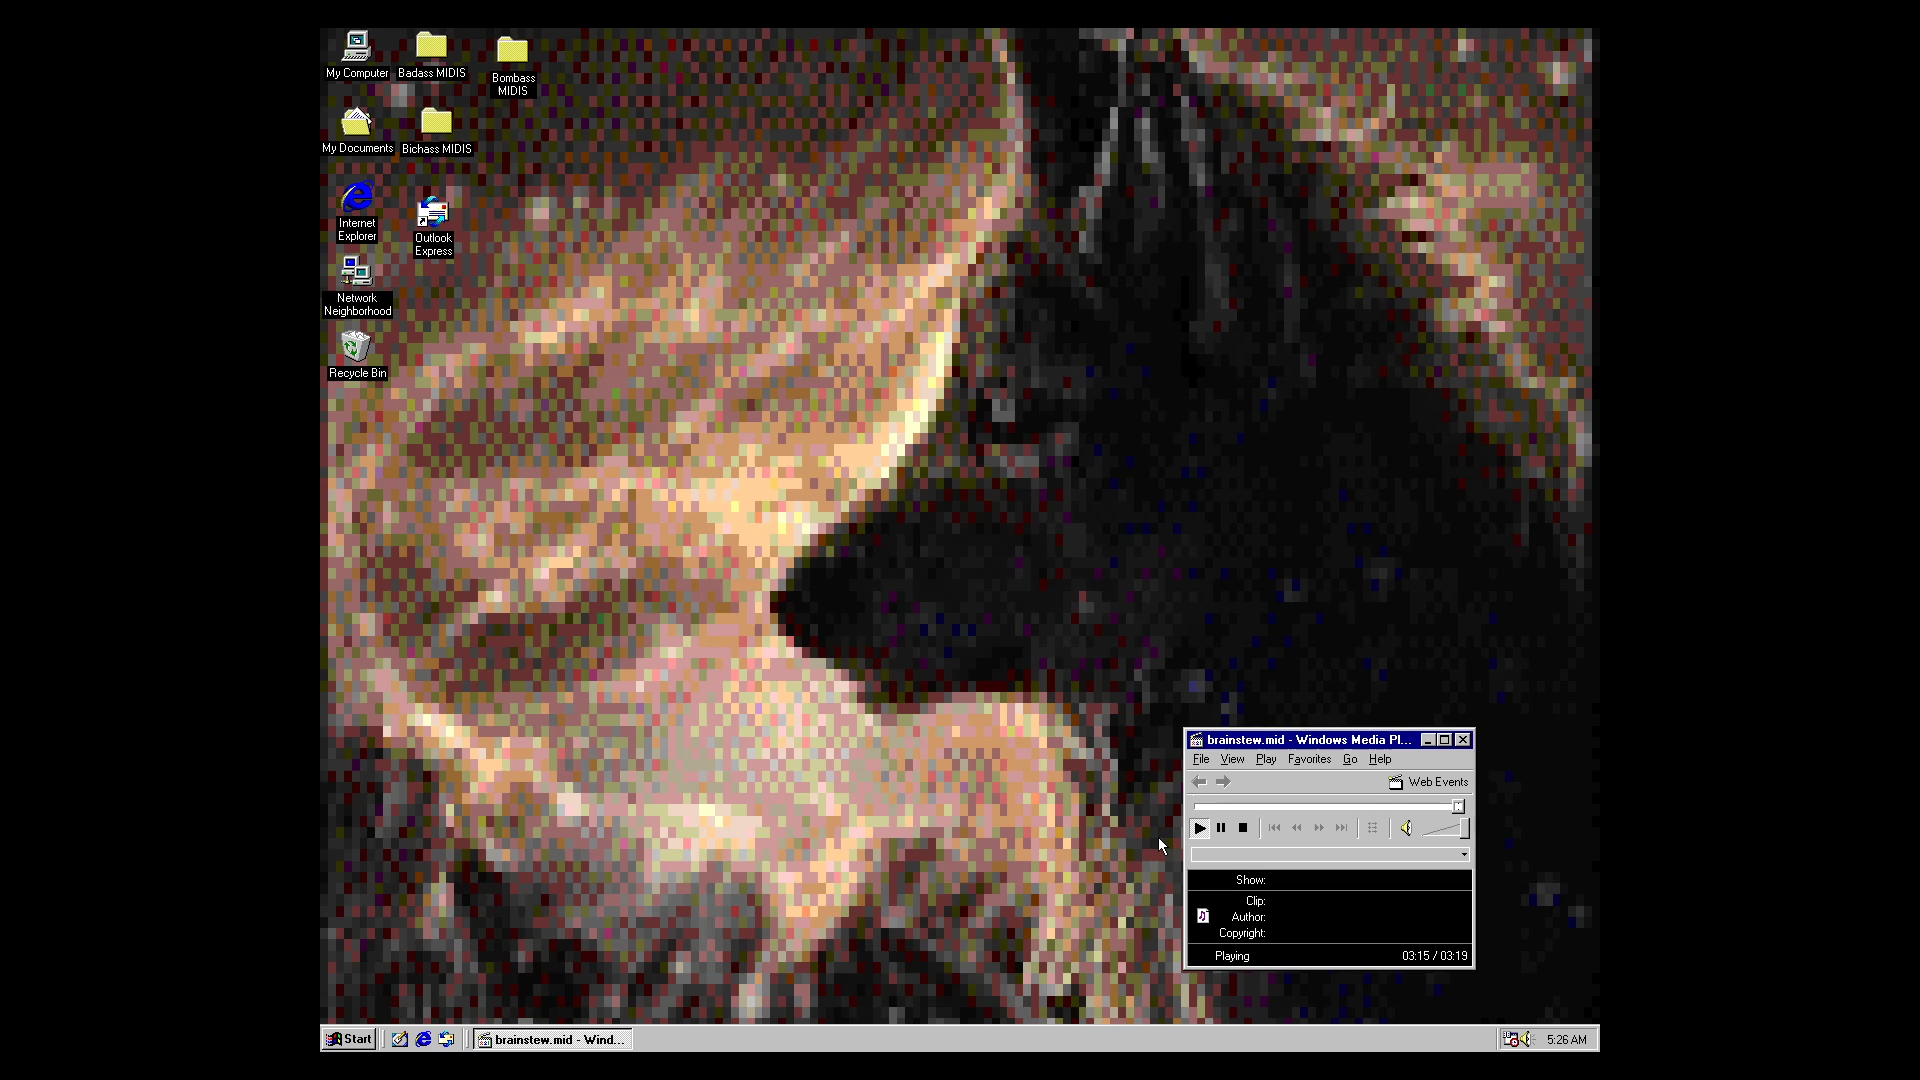 My Computer
Badass MIDIS
Bombass
MIDIS
My Documents
Bichass MIDIS
Internet
Explorer
Outlook
Express
Network
Neighborhood
Recycle Bin
brainstew.mid - Windows Media Pl...
File View Play Favorites Go Help
Web Events
Show:
Clip:
Author:
Copyright:
Playing 03:15 / 03:19
Start
brainstew.mid - Wind...
5:26 AM